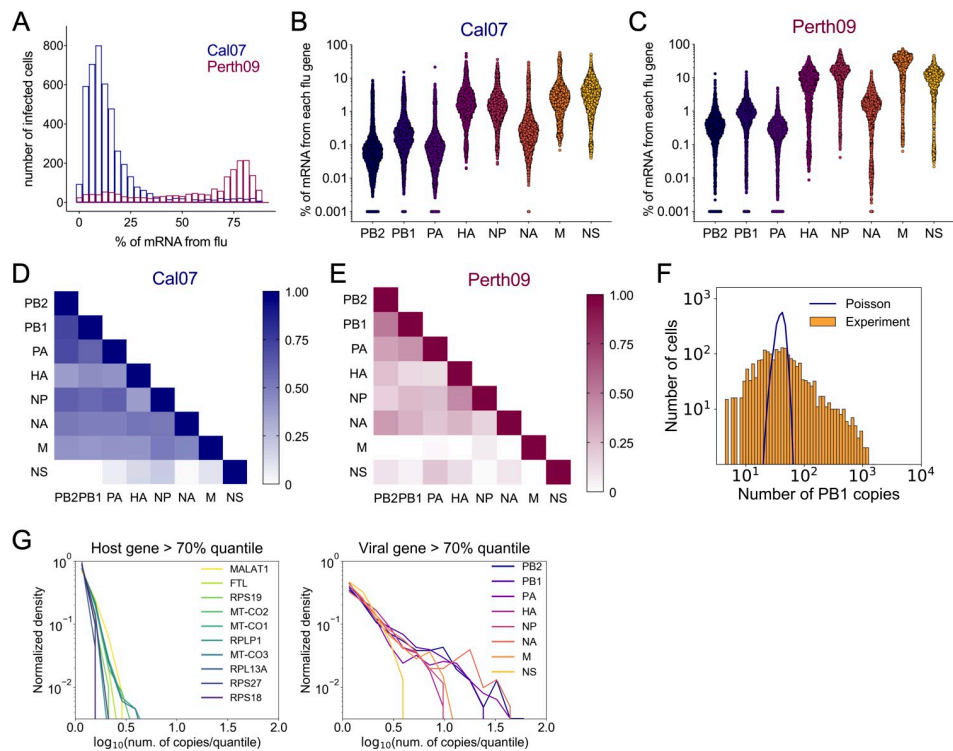 A
Cal07
Perth09
number of infected cells
800
600
400
200
0
0 25 50 75
% of mRNA from flu
B
Cal07
% of mRNA from each flu gene
100
10
1
0.1
0.01
0.001
PB2 PB1 PA HA NP NA M NS
C
Perth09
% of mRNA from each flu gene
100
10
1
0.1
0.01
0.001
PB2 PB1 PA HA NP NA M NS
D
Cal07
PB2
PB1
PA
HA
NP
NA
M
NS
PB2 PB1 PA HA NP NA M NS
1.00
0.75
0.50
0.25
0
E
Perth09
PB2
PB1
PA
HA
NP
NA
M
NS
PB2 PB1 PA HA NP NA M NS
1.00
0.75
0.50
0.25
0
F
Poisson
Experiment
Number of cells
10³
10²
10¹
10¹ 10² 10³ 10⁴
Number of PB1 copies
G
Host gene > 70% quantile
Normalized density
10⁰
10⁻¹
10⁻²
MALAT1
FTL
RPS19
MT-CO2
MT-CO1
RPLP1
MT-CO3
RPL13A
RPS27
RPS18
0.0 0.5 1.0 1.5 2.0
log₁₀(num. of copies/quantile)
Viral gene > 70% quantile
Normalized density
10⁰
10⁻¹
10⁻²
PB2
PB1
PA
HA
NP
NA
M
NS
0.0 0.5 1.0 1.5 2.0
log₁₀(num. of copies/quantile)